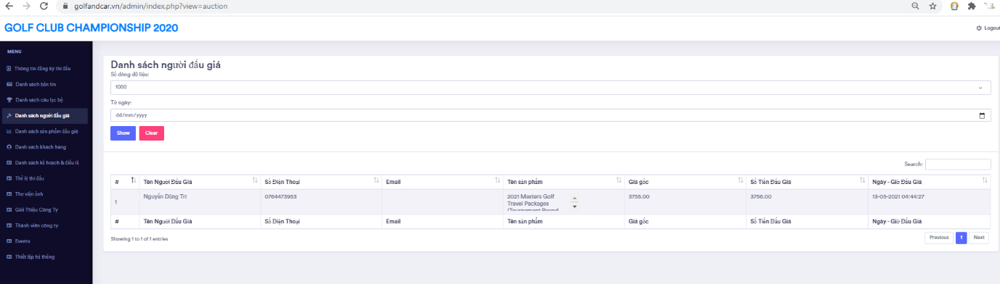 golfandcar.vn/admin/index.php?view=auction
GOLF CLUB CHAMPIONSHIP 2020
Logout
MENU
Thông tin đăng ký thi đấu
Danh sách bản tin
Danh sách câu lạc bộ
Danh sách người đấu giá
Danh sách sản phẩm đấu giá
Danh sách khách hàng
Danh sách kế hoạch & điều lệ
Thể lệ thi đấu
Thư viện ảnh
Giới Thiệu Công Ty
Thành viên công ty
Events
Thiết lập hệ thống
Danh sách người đấu giá
Số dòng dữ liệu:
1000
Từ ngày:
dd/mm/yyyy
Show Clear
Search:
# Tên Người Đấu Giá Số Điện Thoại Email Tên sản phẩm Giá gốc Số Tiền Đấu Giá Ngày - Giờ Đấu Giá
1 Nguyễn Dũng Trí 0764473953 2021 Masters Golf 3755.00 3756.00 13-05-2021 04:44:27
Travel Packages
(Tournament Round
# Tên Người Đấu Giá Số Điện Thoại Email Tên sản phẩm Giá gốc Số Tiền Đấu Giá Ngày - Giờ Đấu Giá
Showing 1 to 1 of 1 entries
Previous 1 Next